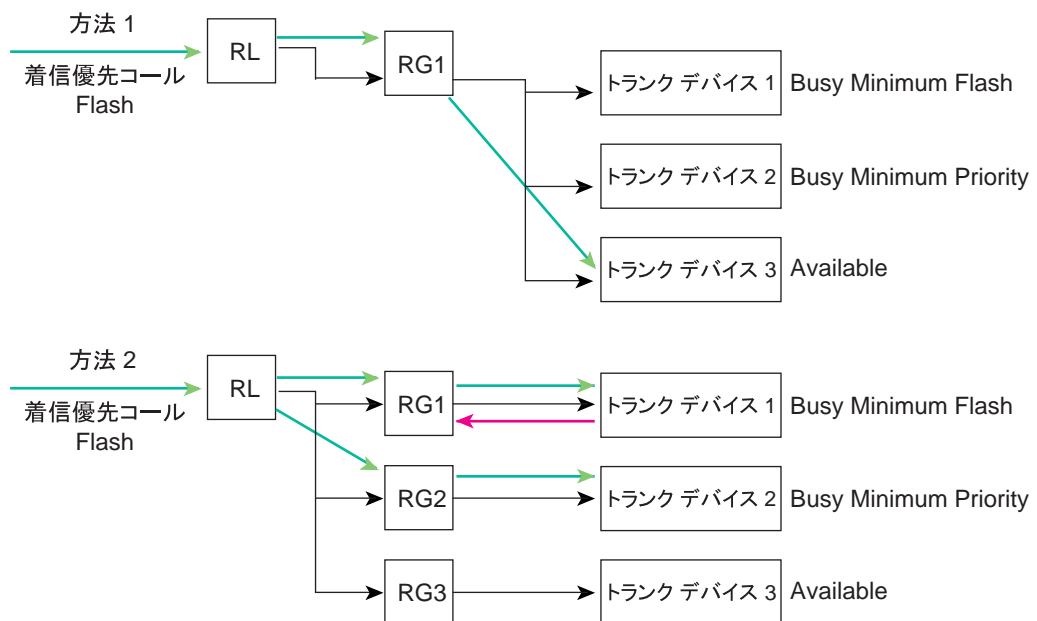 方法 1
着信優先コール
Flash
RL
RG1
トランク デバイス 1
Busy Minimum Flash
トランク デバイス 2
Busy Minimum Priority
トランク デバイス 3
Available
方法 2
着信優先コール
Flash
RL
RG1
トランク デバイス 1
Busy Minimum Flash
RG2
トランク デバイス 2
Busy Minimum Priority
RG3
トランク デバイス 3
Available